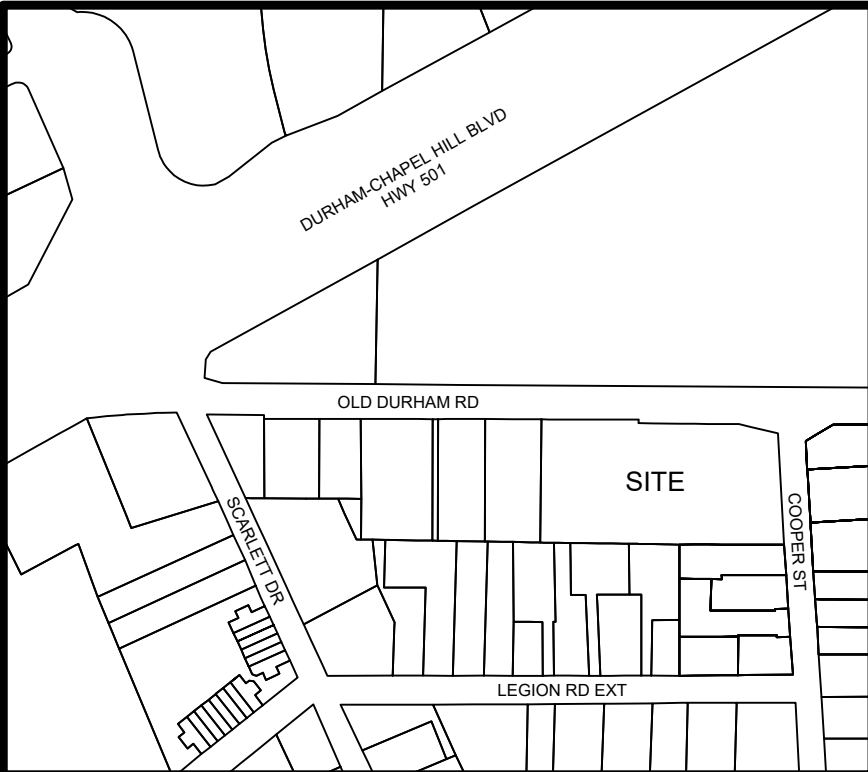 DURHAM-CHAPEL HILL BLVD
HWY 501
OLD DURHAM RD
SITE
SCARLETT DR
COOPER ST
LEGION RD EXT